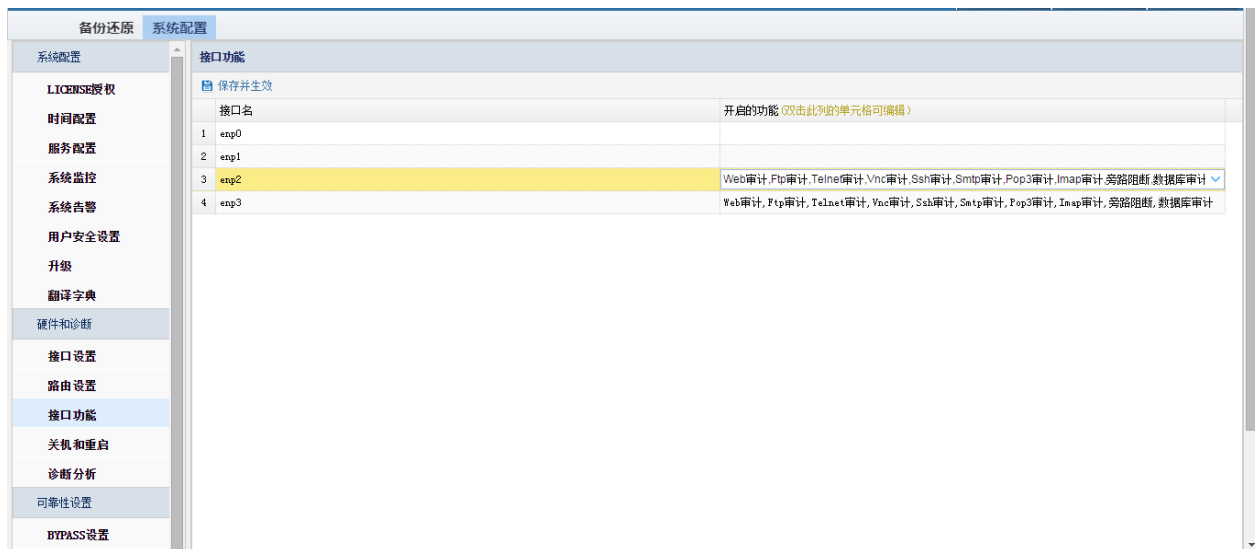 备份还原 系统配置
系统配置
LICENSE授权
时间配置
服务配置
系统监控
系统告警
用户安全设置
升级
翻译字典
硬件和诊断
接口设置
路由设置
接口功能
关机和重启
诊断分析
可靠性设置
BYPASS设置
接口功能
保存并生效
接口名 开启的功能(双击此列的单元格可编辑)
1 enp0
2 enp1
3 enp2 Web审计,Ftp审计,Telnet审计,Vnc审计,Ssh审计,Smtp审计,Pop3审计,Imap审计,旁路阻断,数据库审计
4 enp3 Web审计,Ftp审计,Telnet审计,Vnc审计,Ssh审计,Smtp审计,Pop3审计,Imap审计,旁路阻断,数据库审计